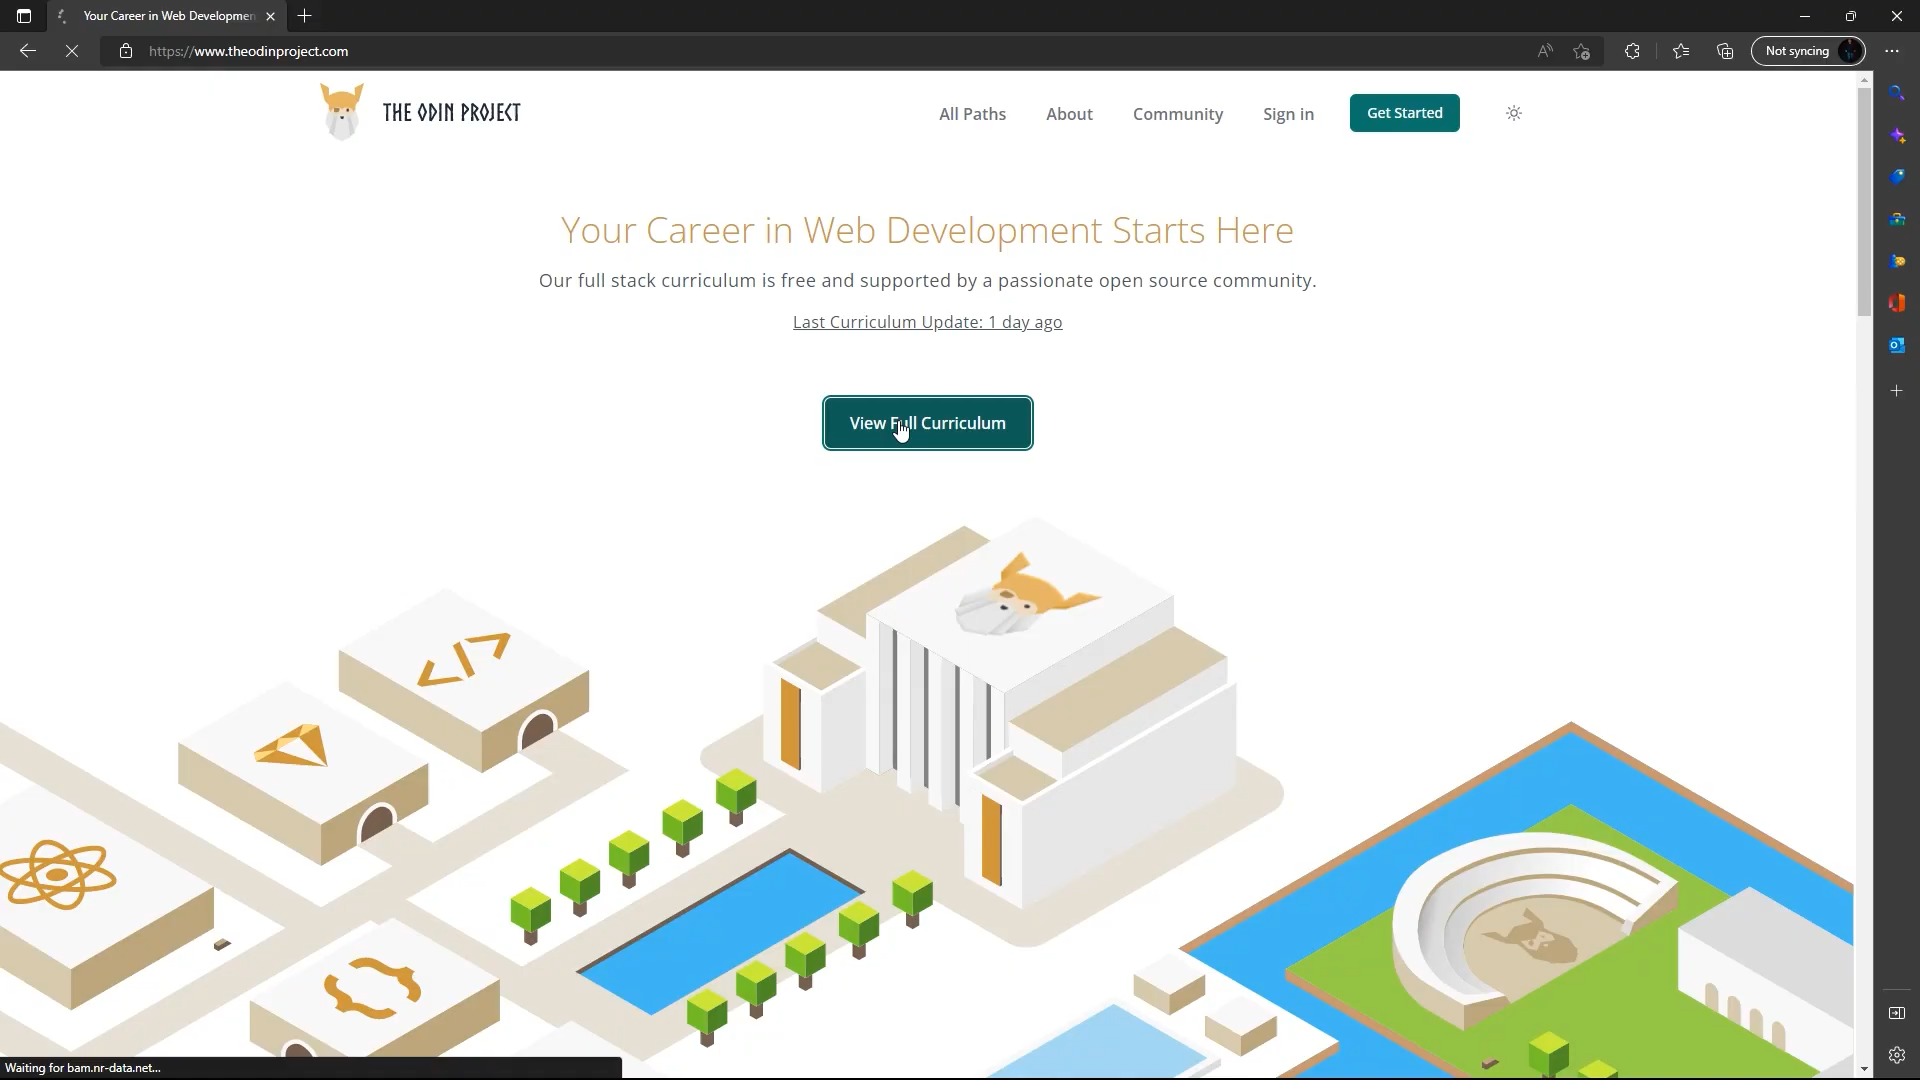 Your Career in Web Developmen
https://www.theodinproject.com
Not syncing
THE ODIN PROJECT
All Paths
About
Community
Sign in
Get Started
Your Career in Web Development Starts Here
Our full stack curriculum is free and supported by a passionate open source community.
Last Curriculum Update: 1 day ago
View Full Curriculum
Waiting for bam.nr-data.net...